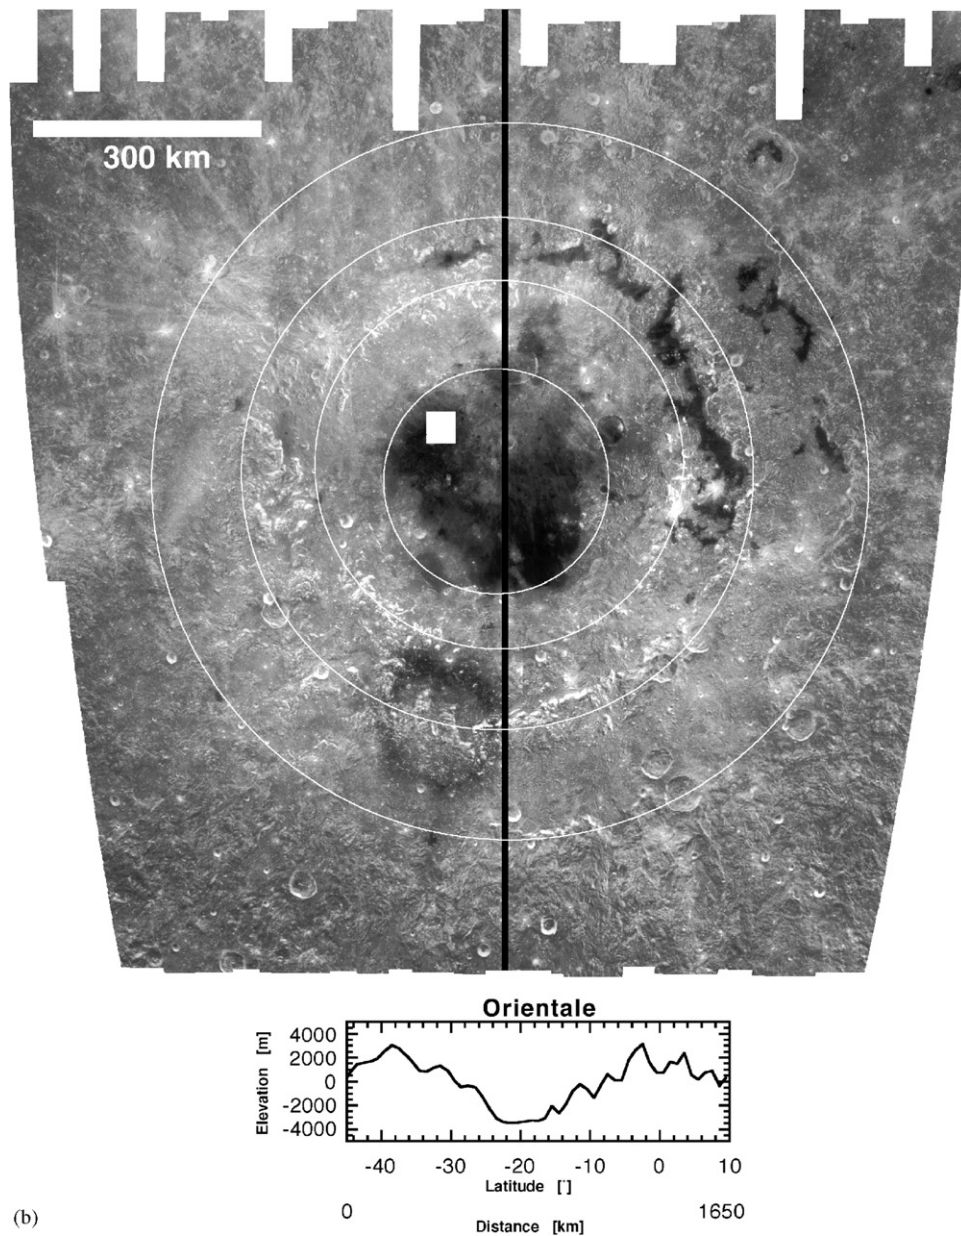 300 km
Orientale
Elevation [m]
4000
2000
0
-2000
-4000
-40 -30 -20 -10 0 10
Latitude [°]
0 1650
Distance [km]
(b)